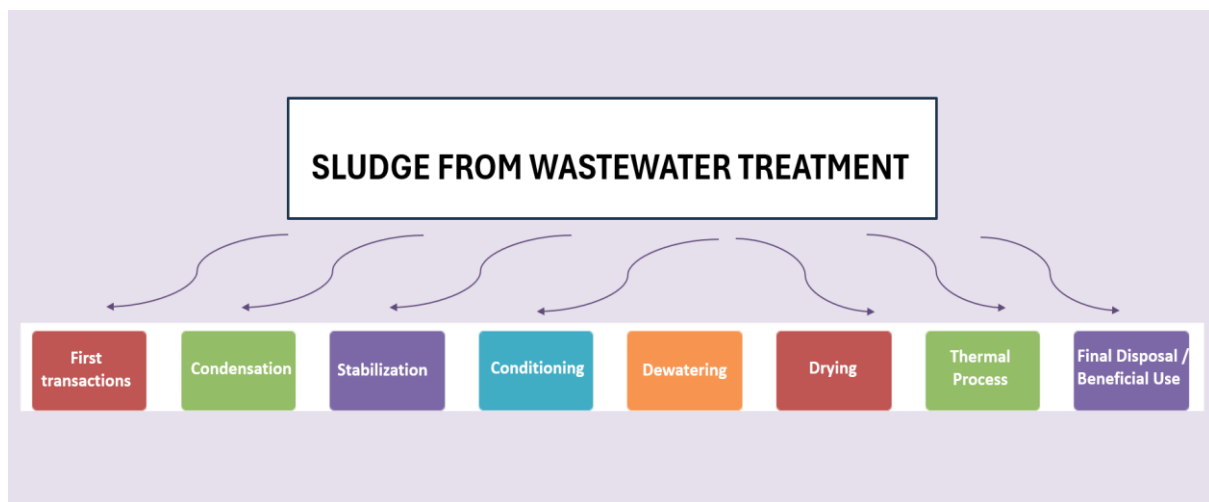 SLUDGE FROM WASTEWATER TREATMENT
First
transactions
Condensation
Stabilization
Conditioning
Dewatering
Drying
Thermal
Process
Final Disposal /
Beneficial Use